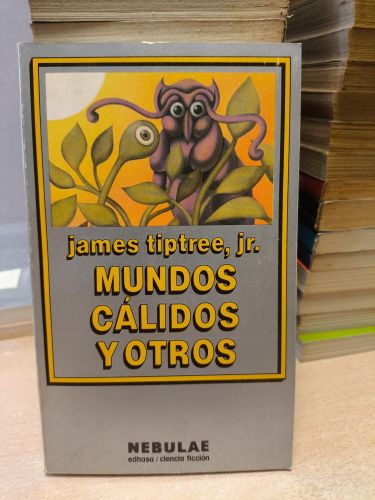 james tiptree, jr.
MUNDOS
CÁLIDOS
Y OTROS
NEBULAE
edhasa / ciencia ficción